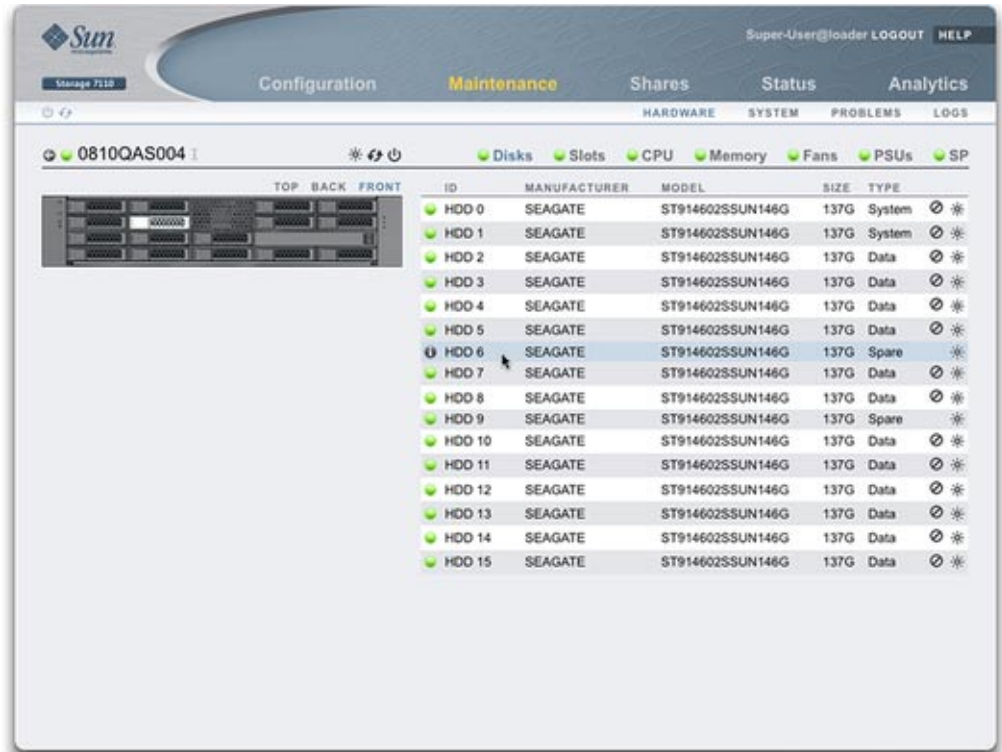 Sun
microsystems
Super-User@loader LOGOUT HELP
Storage 7110
Configuration Maintenance Shares Status Analytics
HARDWARE SYSTEM PROBLEMS LOGS
0810QAS004
Disks Slots CPU Memory Fans PSUs SP
TOP BACK FRONT
ID MANUFACTURER MODEL SIZE TYPE
HDD 0 SEAGATE ST914602SSUN146G 137G System
HDD 1 SEAGATE ST914602SSUN146G 137G System
HDD 2 SEAGATE ST914602SSUN146G 137G Data
HDD 3 SEAGATE ST914602SSUN146G 137G Data
HDD 4 SEAGATE ST914602SSUN146G 137G Data
HDD 5 SEAGATE ST914602SSUN146G 137G Data
HDD 6 SEAGATE ST914602SSUN146G 137G Spare
HDD 7 SEAGATE ST914602SSUN146G 137G Data
HDD 8 SEAGATE ST914602SSUN146G 137G Data
HDD 9 SEAGATE ST914602SSUN146G 137G Spare
HDD 10 SEAGATE ST914602SSUN146G 137G Data
HDD 11 SEAGATE ST914602SSUN146G 137G Data
HDD 12 SEAGATE ST914602SSUN146G 137G Data
HDD 13 SEAGATE ST914602SSUN146G 137G Data
HDD 14 SEAGATE ST914602SSUN146G 137G Data
HDD 15 SEAGATE ST914602SSUN146G 137G Data